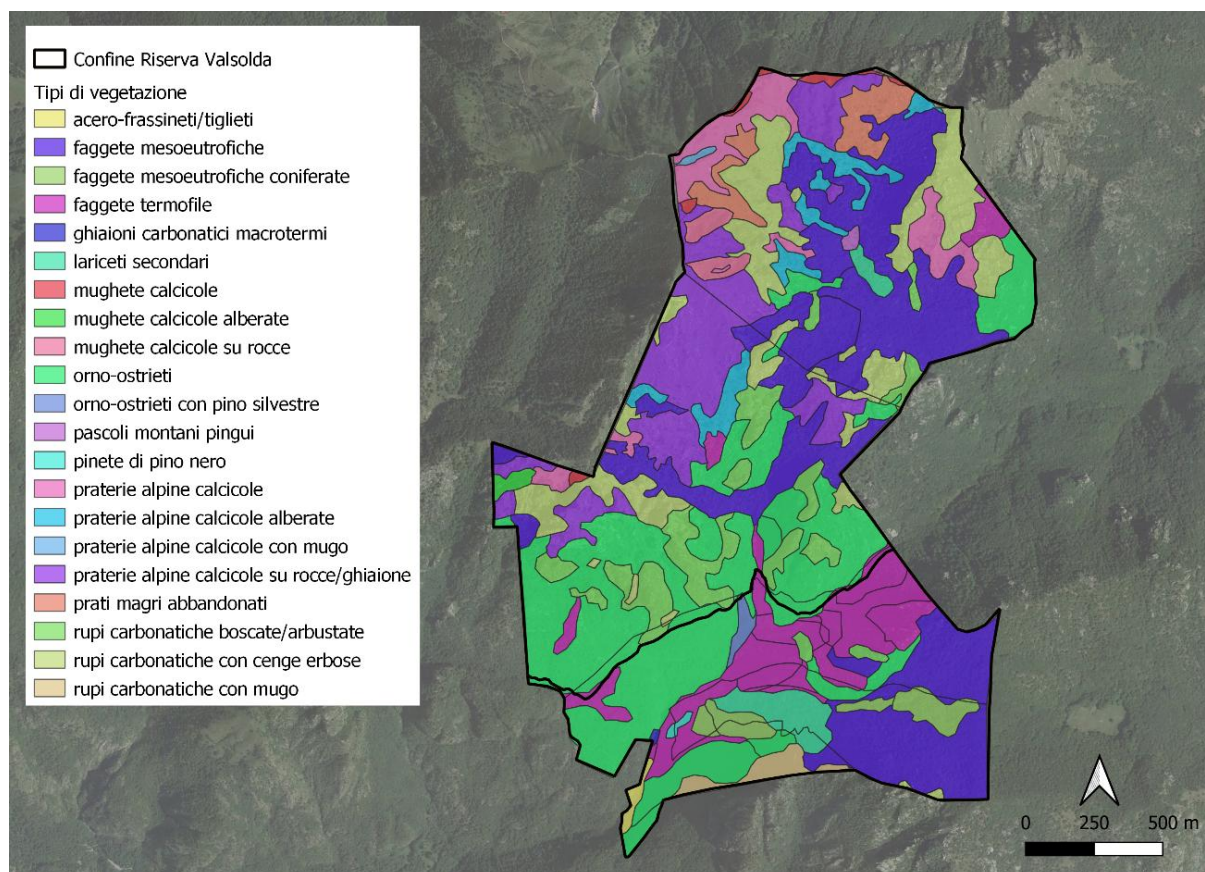 Confine Riserva Valsolda
Tipi di vegetazione
acero-frassineti/tiglieti
faggete mesoeutrofiche
faggete mesoeutrofiche coniferate
faggete termofile
ghiaioni carbonatici macrotermi
lariceti secondari
mughete calcicole
mughete calcicole alberate
mughete calcicole su rocce
orno-ostrieti
orno-ostrieti con pino silvestre
pascoli montani pingui
pinete di pino nero
praterie alpine calcicole
praterie alpine calcicole alberate
praterie alpine calcicole con mugo
praterie alpine calcicole su rocce/ghiaione
prati magri abbandonati
rupi carbonatiche boscate/arbustate
rupi carbonatiche con cenge erbose
rupi carbonatiche con mugo
0 250 500 m